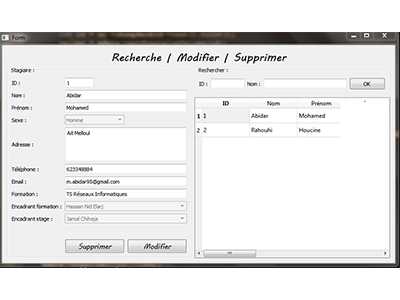 Form
Recherche | Modifier | Supprimer
Stagiaire :
ID :
1
Nom :
Abidar
Prénom :
Mohamed
Sexe :
Homme
Adresse :
Ait Melloul
Téléphone :
623348884
Email :
m.abidar95@gmail.com
Formation :
TS Réseaux Informatiques
Encadrant formation :
Hassan Nid Elarj
Encadrant stage :
Jamal Chihaja
Supprimer
Modifier
Rechercher :
ID :
Nom :
OK
ID Nom Prénom
1 1 Abidar Mohamed
2 2 Rahouhi Houcine